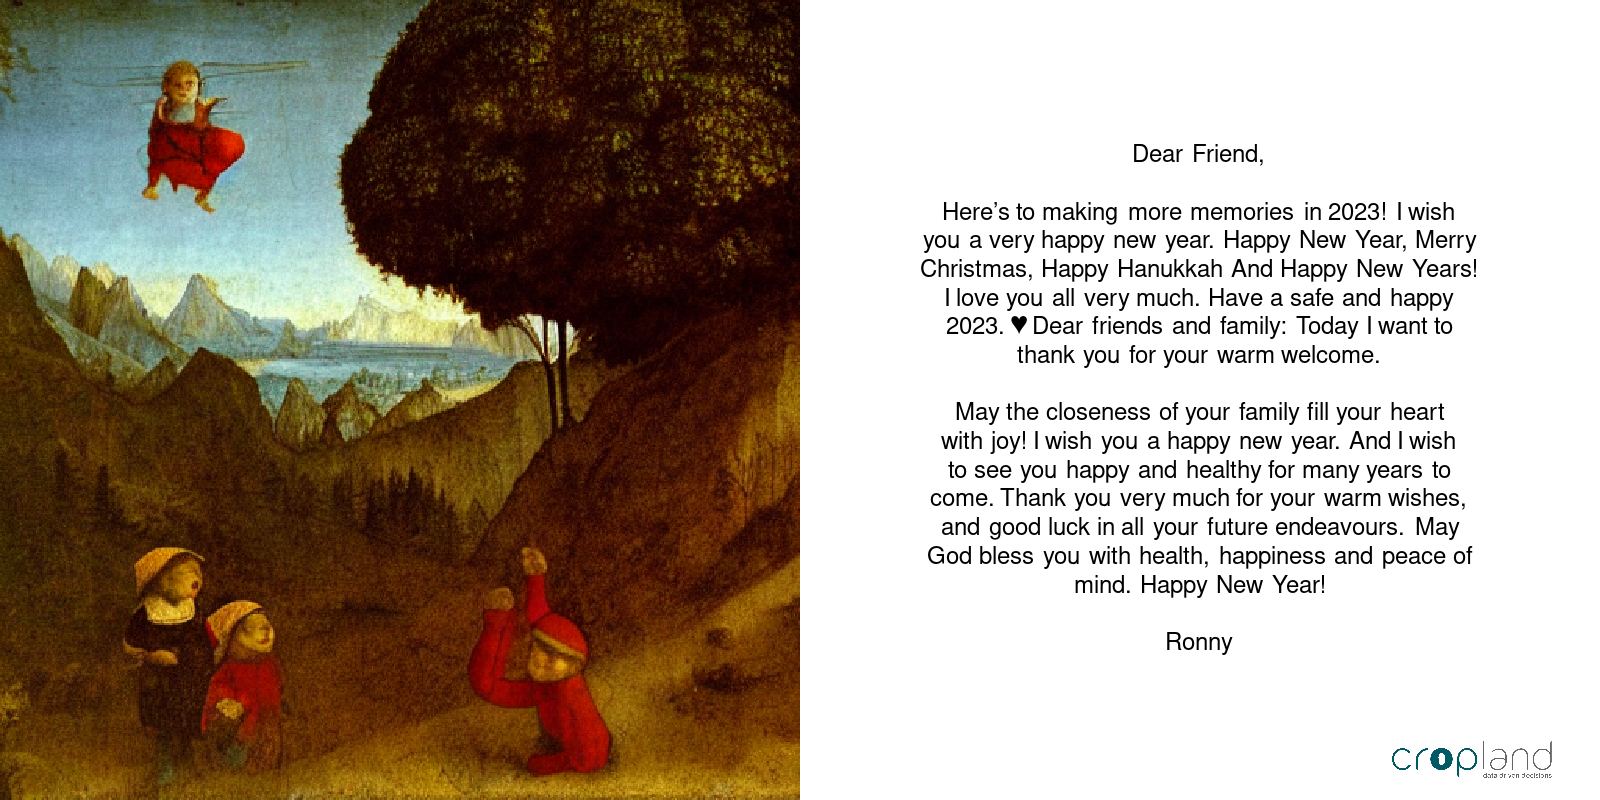 Dear Friend,
Here’s to making more memories in 2023! I wish
you a very happy new year. Happy New Year, Merry
Christmas, Happy Hanukkah And Happy New Years!
I love you all very much. Have a safe and happy
2023. ♥ Dear friends and family: Today I want to
thank you for your warm welcome.
May the closeness of your family fill your heart
with joy! I wish you a happy new year. And I wish
to see you happy and healthy for many years to
come. Thank you very much for your warm wishes,
and good luck in all your future endeavours. May
God bless you with health, happiness and peace of
mind. Happy New Year!
Ronny
cropland
data driven decisions